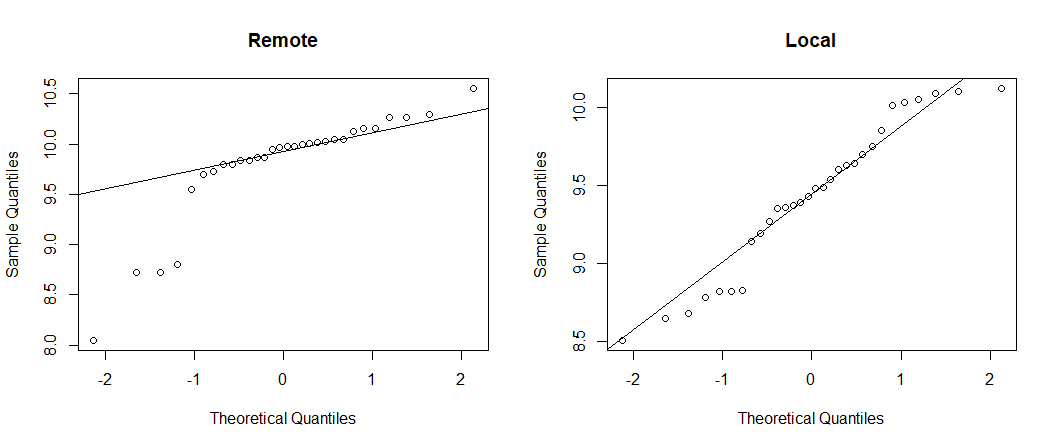 Remote
Sample Quantiles
10.5
10.0
9.5
9.0
8.5
8.0
-2 -1 0 1 2
Theoretical Quantiles
Local
Sample Quantiles
10.0
9.5
9.0
8.5
-2 -1 0 1 2
Theoretical Quantiles